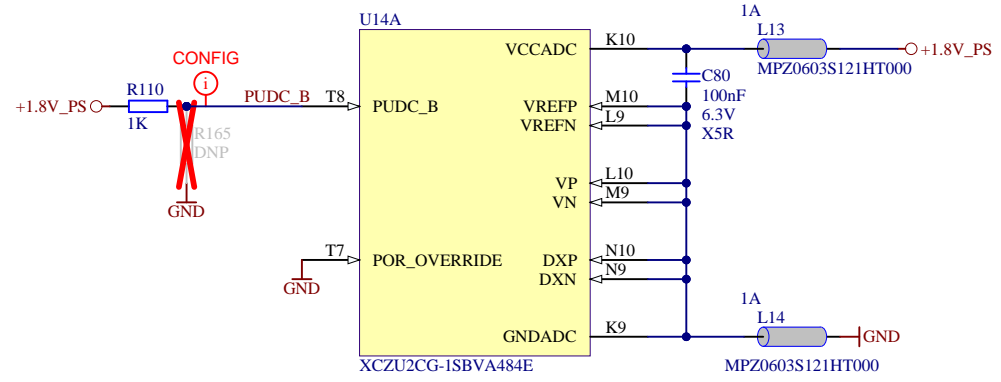 U14A
1A
L13
+1.8V_PS
MPZ0603S121HT000
K10
VCCADC
C80
100nF
6.3V
X5R
CONFIG
i
+1.8V_PS
R110
1K
PUDC_B
T8
PUDC_B
R165
DNP
GND
M10
VREFP
L9
VREFN
L10
VP
M9
VN
T7
POR_OVERRIDE
GND
N10
DXP
N9
DXN
K9
GNDADC
1A
L14
GND
MPZ0603S121HT000
XCZU2CG-1SBVA484E